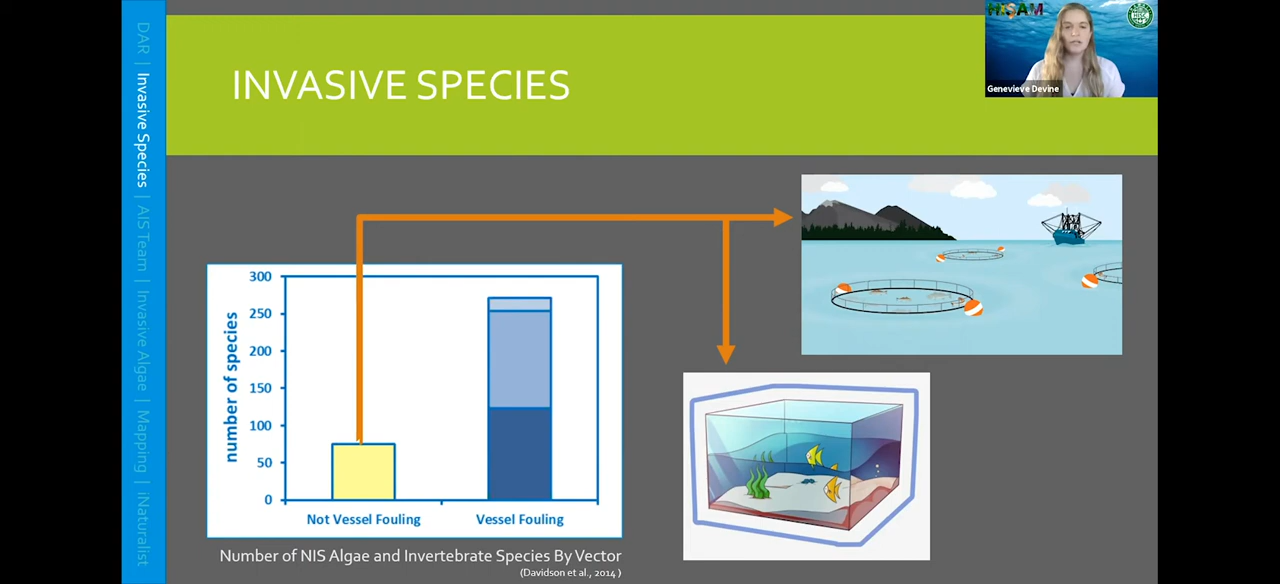 DAR | Invasive Species | AIS Team | Invasive Algae | Mapping | iNaturalist
INVASIVE SPECIES
HISAM
HISC
Genevieve Devine
number of species
300
250
200
150
100
50
0
Not Vessel Fouling
Vessel Fouling
Number of NIS Algae and Invertebrate Species By Vector
(Davidson et al., 2014 )